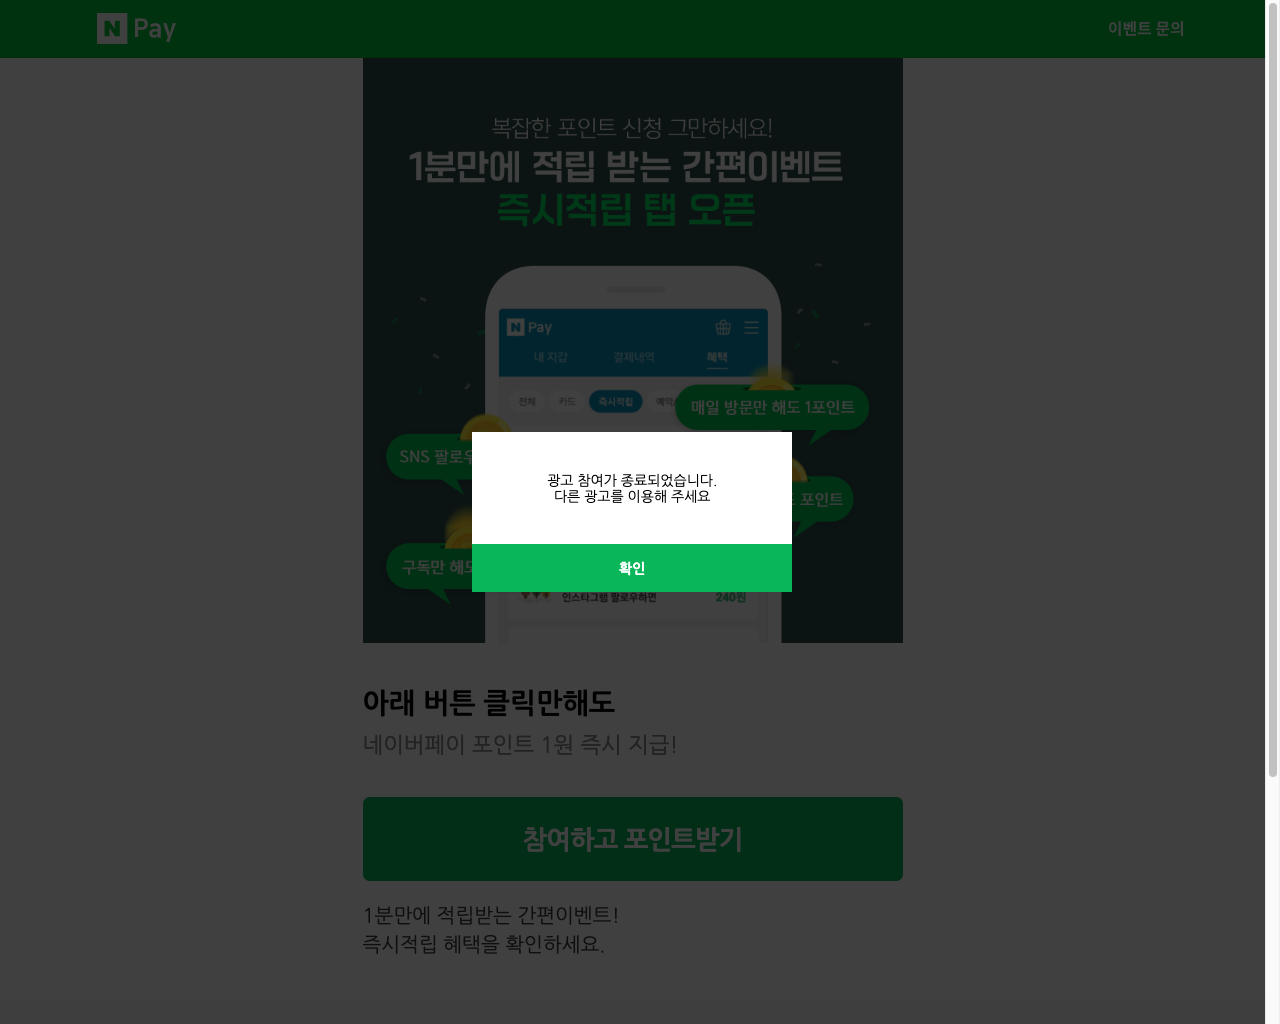 N Pay
이벤트 문의
복잡한 포인트 신청 그만하세요!
1분만에 적립 받는 간편이벤트
즉시적립 탭 오픈
N Pay
내 지갑 결제내역 혜택
전체 카드 즉시적립
매일 방문만 해도 1포인트
SNS
포인트
구독만
광고 참여가 종료되었습니다.
다른 광고를 이용해 주세요
확인
인스타그램 팔로우하면 240원
아래 버튼 클릭만해도
네이버페이 포인트 1원 즉시 지급!
참여하고 포인트받기
1분만에 적립받는 간편이벤트!
즉시적립 혜택을 확인하세요.